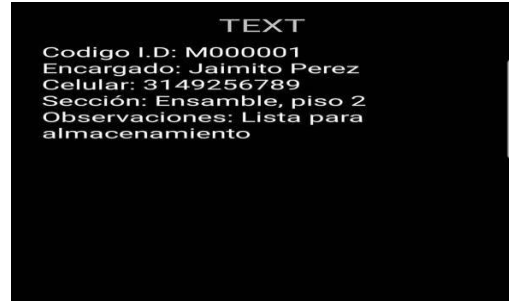 TEXT
Codigo I.D: M000001
Encargado: Jaimito Perez
Celular: 3149256789
Sección: Ensamble, piso 2
Observaciones: Lista para
almacenamiento